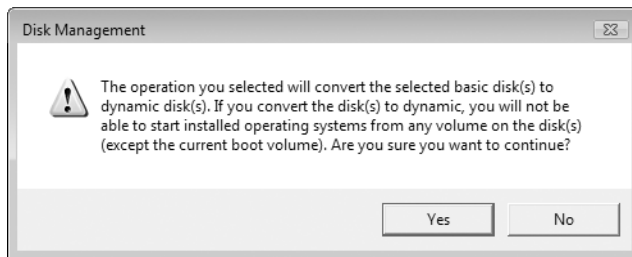 Disk Management
The operation you selected will convert the selected basic disk(s) to
dynamic disk(s). If you convert the disk(s) to dynamic, you will not be
able to start installed operating systems from any volume on the disk(s)
(except the current boot volume). Are you sure you want to continue?
Yes No